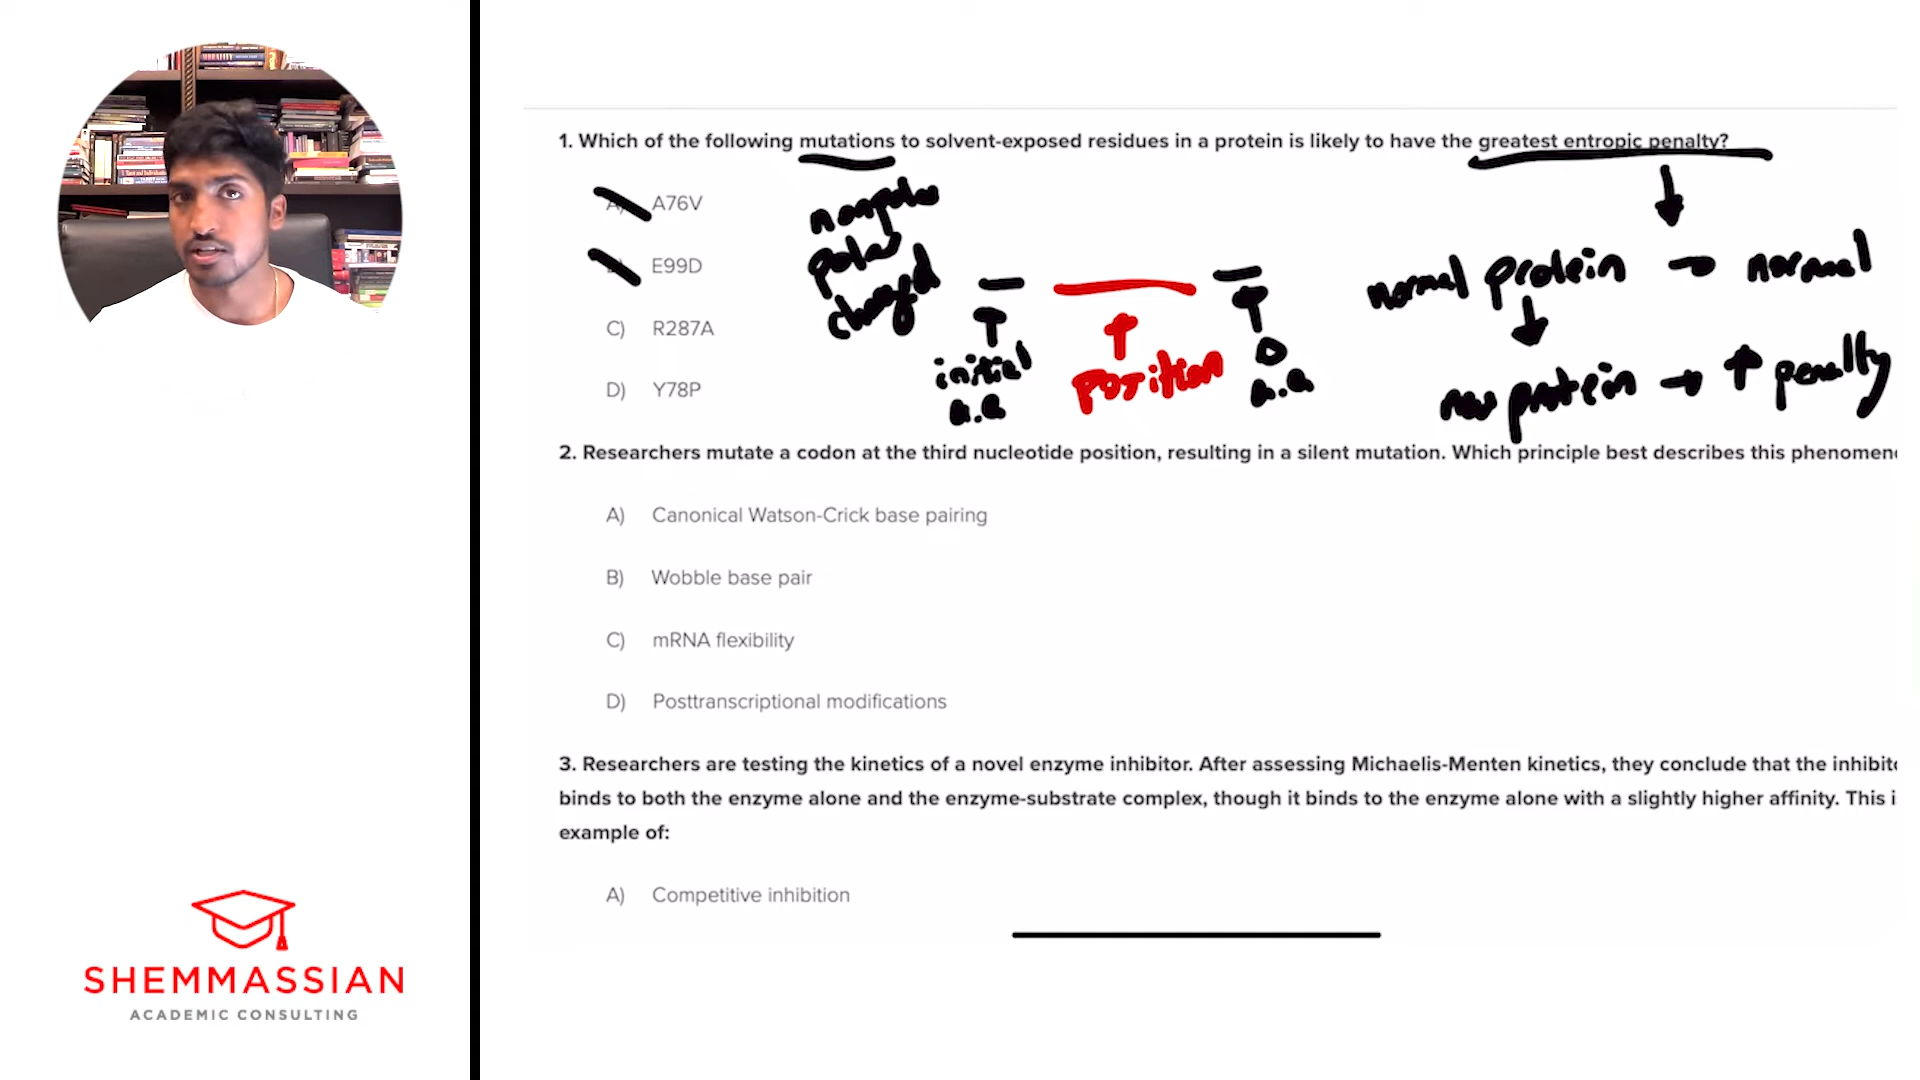 1. Which of the following mutations to solvent-exposed residues in a protein is likely to have the greatest entropic penalty?
A) A76V
E99D
C) R287A
D) Y78P
nonpolar
polar
charged
initial
a.a
position
a.a
normal protein → normal
new protein → ↑ penalty
2. Researchers mutate a codon at the third nucleotide position, resulting in a silent mutation. Which principle best describes this phenomen
A) Canonical Watson-Crick base pairing
B) Wobble base pair
C) mRNA flexibility
D) Posttranscriptional modifications
3. Researchers are testing the kinetics of a novel enzyme inhibitor. After assessing Michaelis-Menten kinetics, they conclude that the inhibit
binds to both the enzyme alone and the enzyme-substrate complex, though it binds to the enzyme alone with a slightly higher affinity. This i
example of:
A) Competitive inhibition
SHEMMASSIAN
ACADEMIC CONSULTING